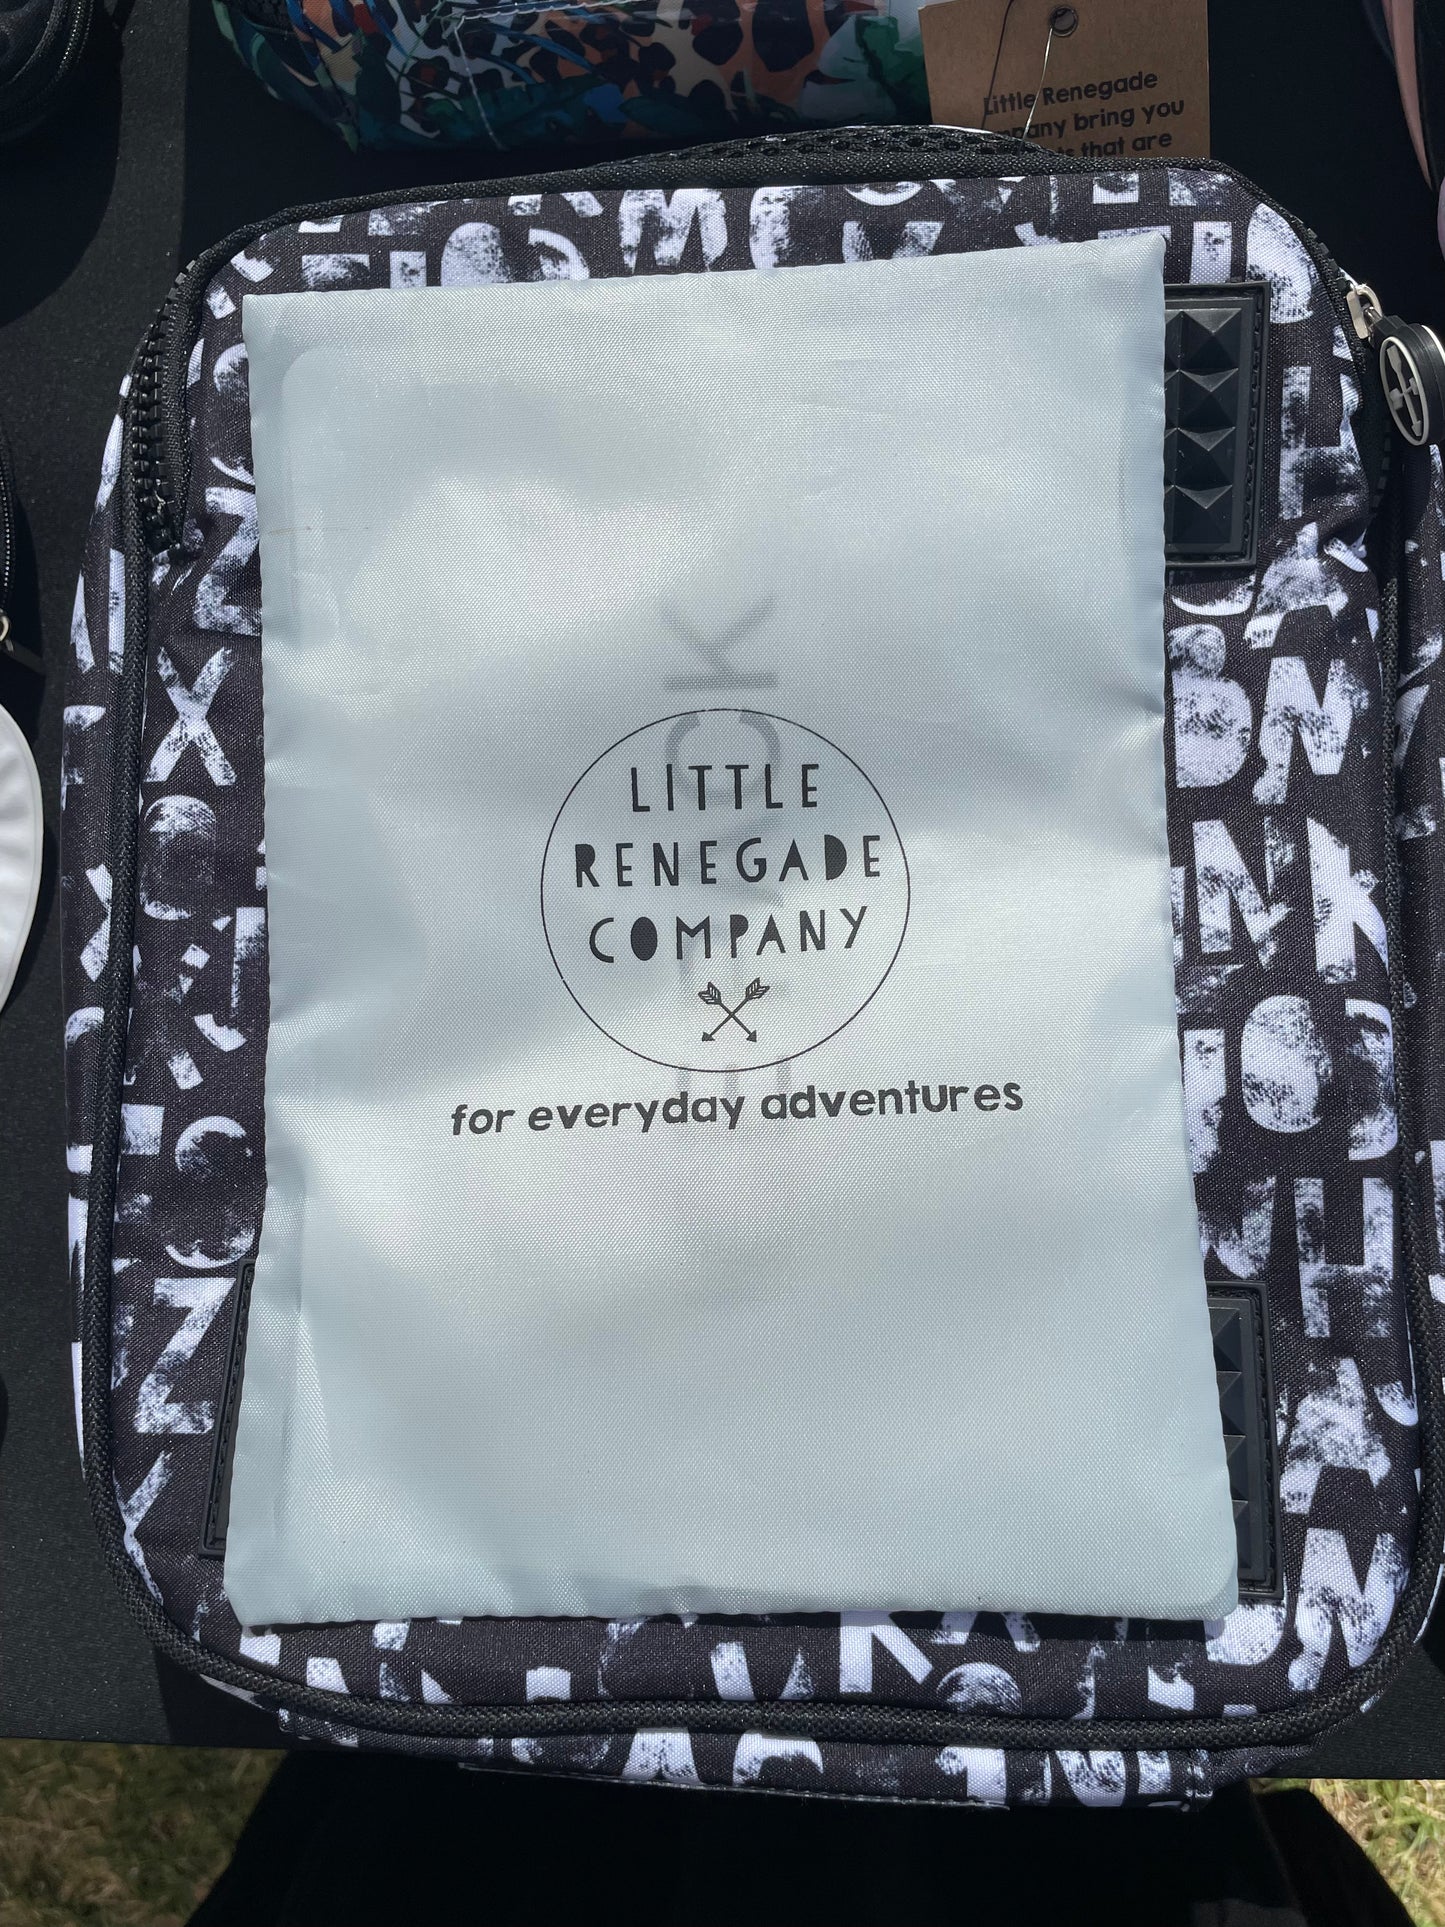 Little Renegade
bring you
that are
LITTLE
RENEGADE
COMPANY
for everyday adventures